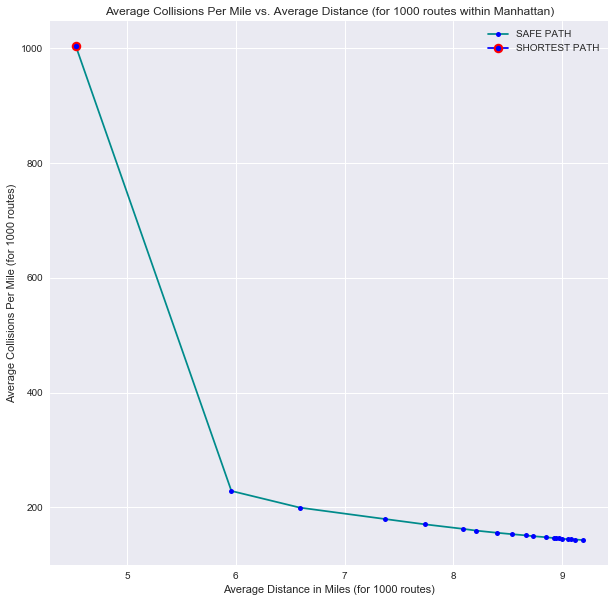 Average Collisions Per Mile vs. Average Distance (for 1000 routes within Manhattan)
SAFE PATH
SHORTEST PATH
Average Collisions Per Mile (for 1000 routes)
1000
800
600
400
200
5 6 7 8 9
Average Distance in Miles (for 1000 routes)